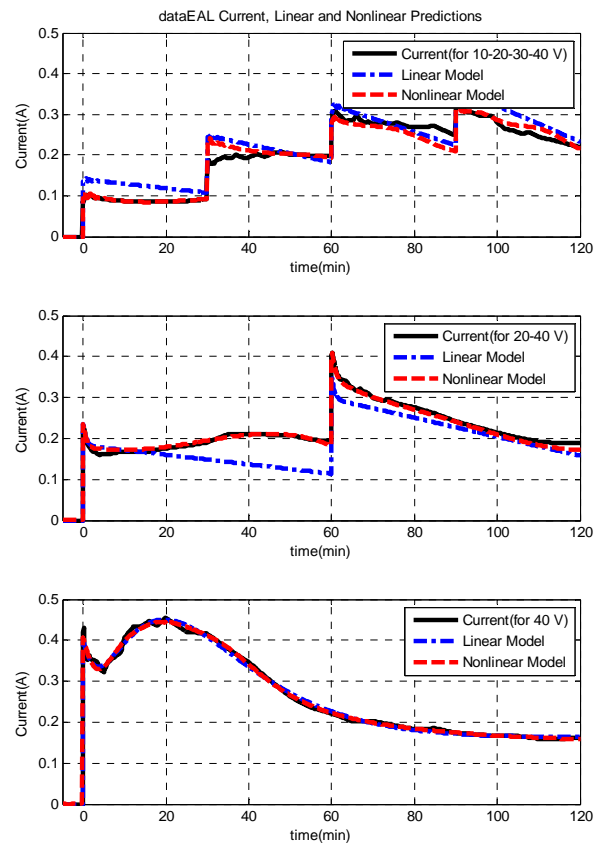 dataEAL Current, Linear and Nonlinear Predictions
0.5
0.4
0.3
0.2
0.1
0
Current(A)
Current(for 10-20-30-40 V)
Linear Model
Nonlinear Model
0 20 40 60 80 100 120
time(min)
0.5
0.4
0.3
0.2
0.1
0
Current(A)
Current(for 20-40 V)
Linear Model
Nonlinear Model
0 20 40 60 80 100 120
time(min)
0.5
0.4
0.3
0.2
0.1
0
Current(A)
Current(for 40 V)
Linear Model
Nonlinear Model
0 20 40 60 80 100 120
time(min)